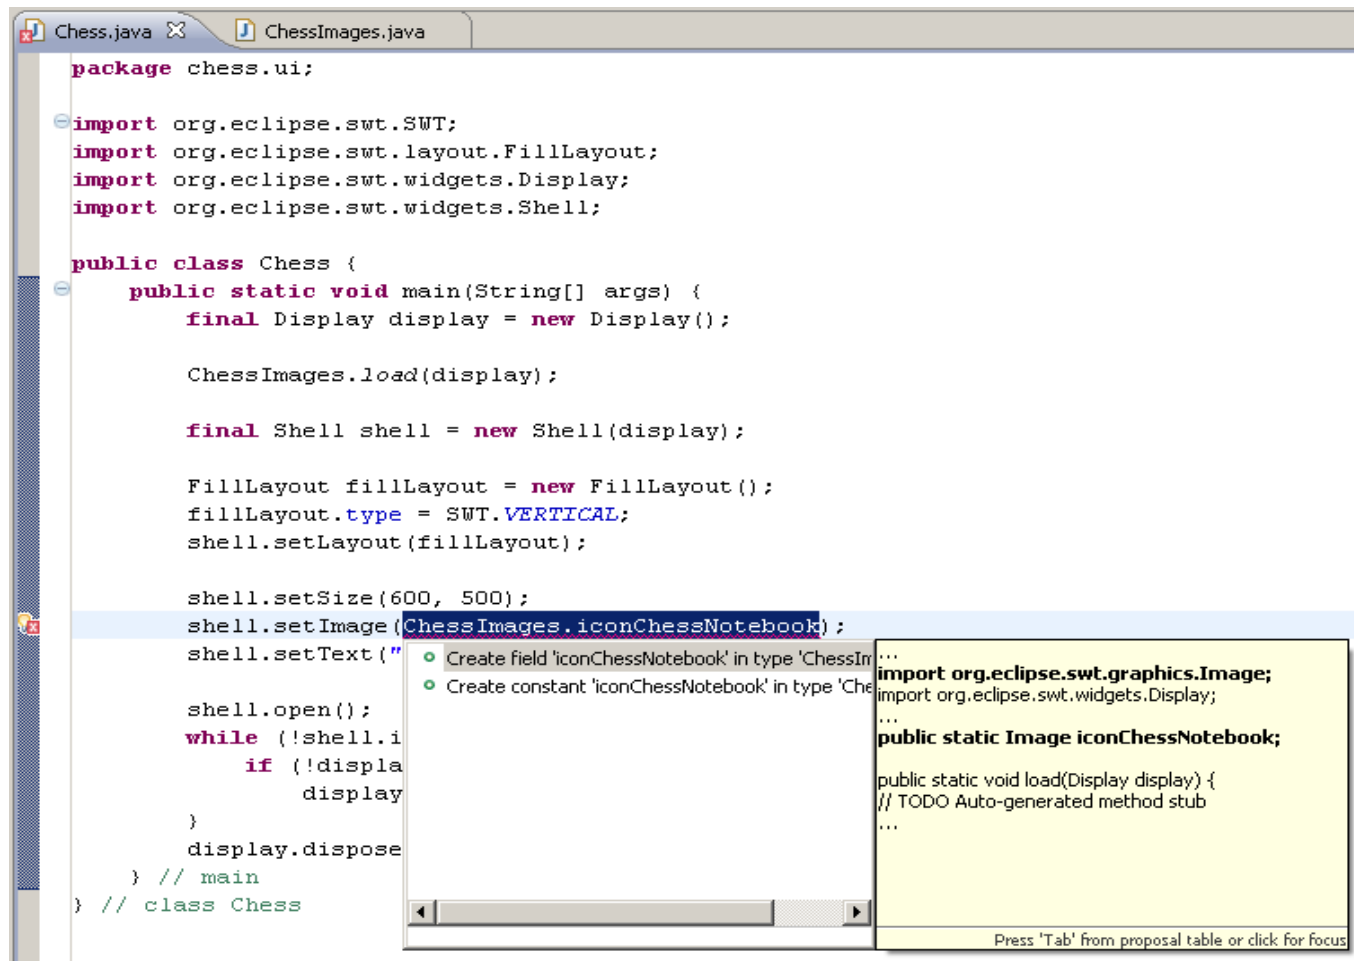 Chess.java ChessImages.java
package chess.ui;
import org.eclipse.swt.SWT;
import org.eclipse.swt.layout.FillLayout;
import org.eclipse.swt.widgets.Display;
import org.eclipse.swt.widgets.Shell;
public class Chess {
public static void main(String[] args) {
final Display display = new Display();
ChessImages.load(display);
final Shell shell = new Shell(display);
FillLayout fillLayout = new FillLayout();
fillLayout.type = SWT.VERTICAL;
shell.setLayout(fillLayout);
shell.setSize(600, 500);
shell.setImage(ChessImages.iconChessNotebook);
shell.setText("
shell.open();
while (!shell.i
if (!displa
display
}
display.dispose
} // main
} // class Chess
Create field 'iconChessNotebook' in type 'ChessIm
Create constant 'iconChessNotebook' in type 'Che
...
import org.eclipse.swt.graphics.Image;
import org.eclipse.swt.widgets.Display;
...
public static Image iconChessNotebook;
public static void load(Display display) {
// TODO Auto-generated method stub
...
Press 'Tab' from proposal table or click for focus